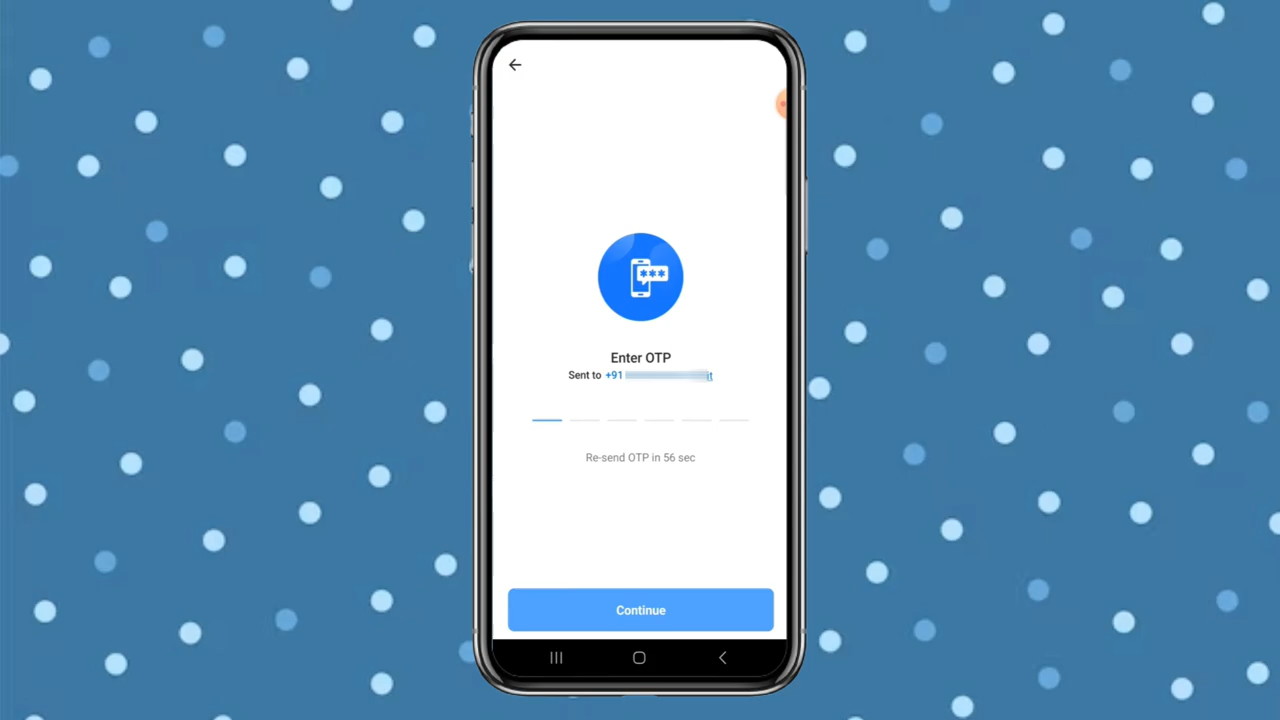 Enter OTP
Sent to +91
Re-send OTP in 56 sec
Continue